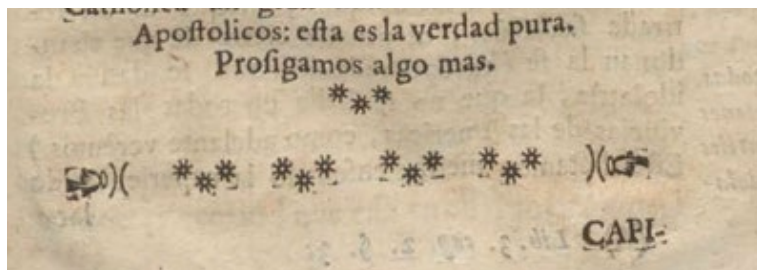 Apoſtolicos: eſta es la verdad pura.
Proſigamos algo mas.
***
)( *** *** *** *** )(
CAPI-